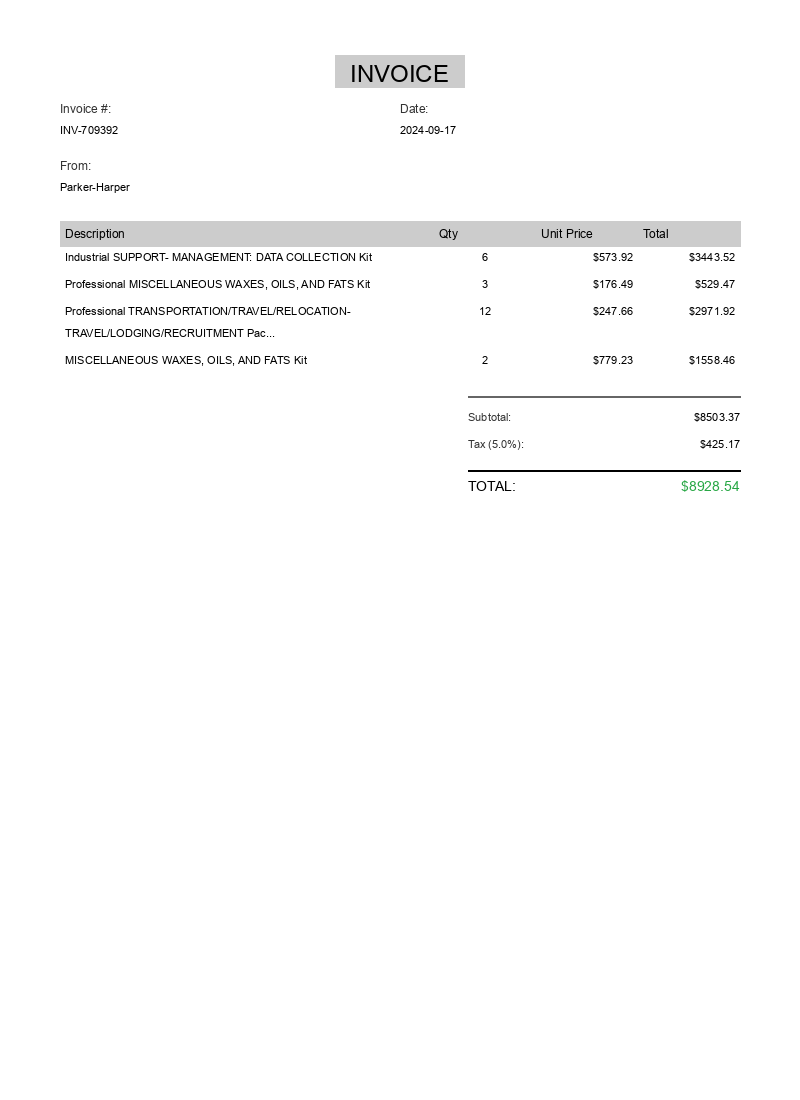 INVOICE
Invoice #: Date:
INV-709392 2024-09-17
From:
Parker-Harper
Description Qty Unit Price Total
Industrial SUPPORT- MANAGEMENT: DATA COLLECTION Kit 6 $573.92 $3443.52
Professional MISCELLANEOUS WAXES, OILS, AND FATS Kit 3 $176.49 $529.47
Professional TRANSPORTATION/TRAVEL/RELOCATION- 12 $247.66 $2971.92
TRAVEL/LODGING/RECRUITMENT Pac...
MISCELLANEOUS WAXES, OILS, AND FATS Kit 2 $779.23 $1558.46
Subtotal: $8503.37
Tax (5.0%): $425.17
TOTAL: $8928.54